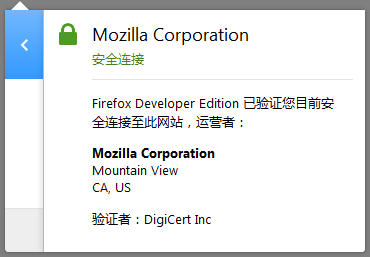 Mozilla Corporation
安全连接
Firefox Developer Edition 已验证您目前安
全连接至此网站，运营者：
Mozilla Corporation
Mountain View
CA, US
验证者：DigiCert Inc